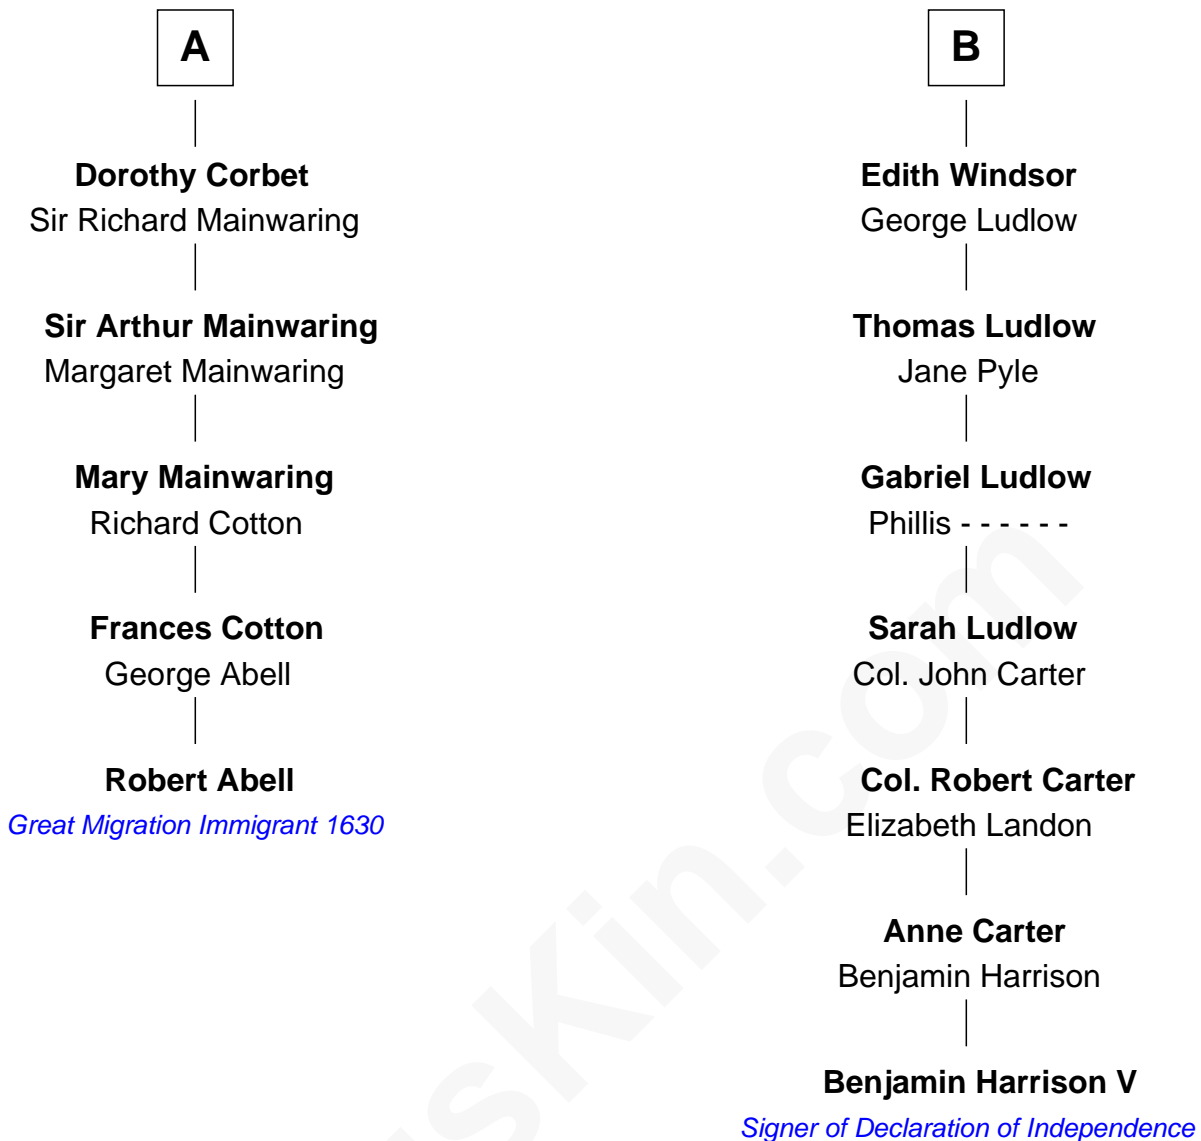 A
Dorothy Corbet
Sir Richard Mainwaring
Sir Arthur Mainwaring
Margaret Mainwaring
Mary Mainwaring
Richard Cotton
Frances Cotton
George Abell
Robert Abell
Great Migration Immigrant 1630
B
Edith Windsor
George Ludlow
Thomas Ludlow
Jane Pyle
Gabriel Ludlow
Phillis - - - - - -
Sarah Ludlow
Col. John Carter
Col. Robert Carter
Elizabeth Landon
Anne Carter
Benjamin Harrison
Benjamin Harrison V
Signer of Declaration of Independence
sKin.com